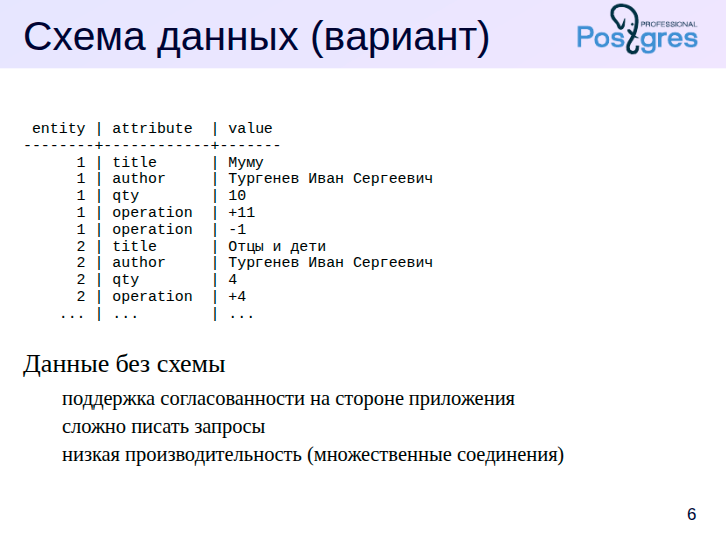 Схема данных (вариант)
PROFESSIONAL
Postgres
entity | attribute  | value
--------+------------+-------
1 | title      | Муму
1 | author     | Тургенев Иван Сергеевич
1 | qty        | 10
1 | operation  | +11
1 | operation  | -1
2 | title      | Отцы и дети
2 | author     | Тургенев Иван Сергеевич
2 | qty        | 4
2 | operation  | +4
... | ...        | ...
Данные без схемы
поддержка согласованности на стороне приложения
сложно писать запросы
низкая производительность (множественные соединения)
6